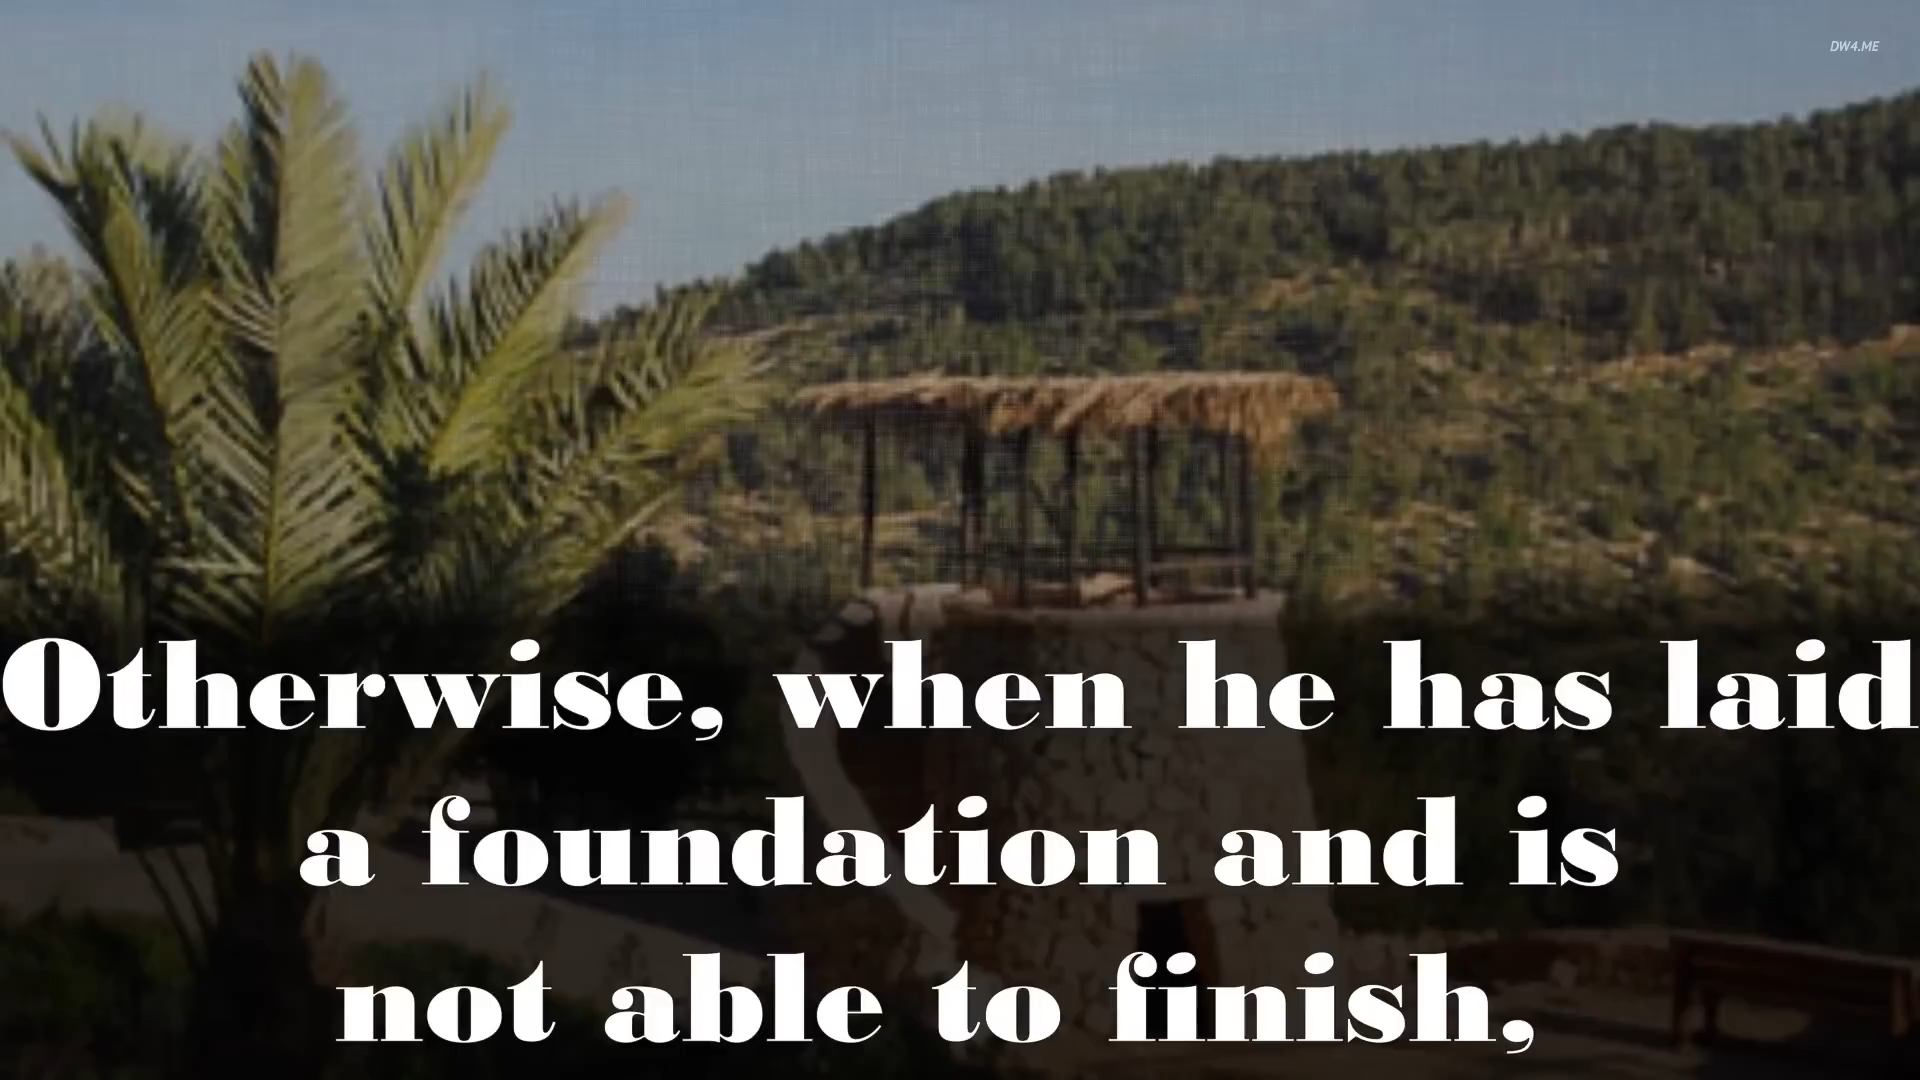 DW4.ME
Otherwise, when he has laid
a foundation and is
not able to finish,